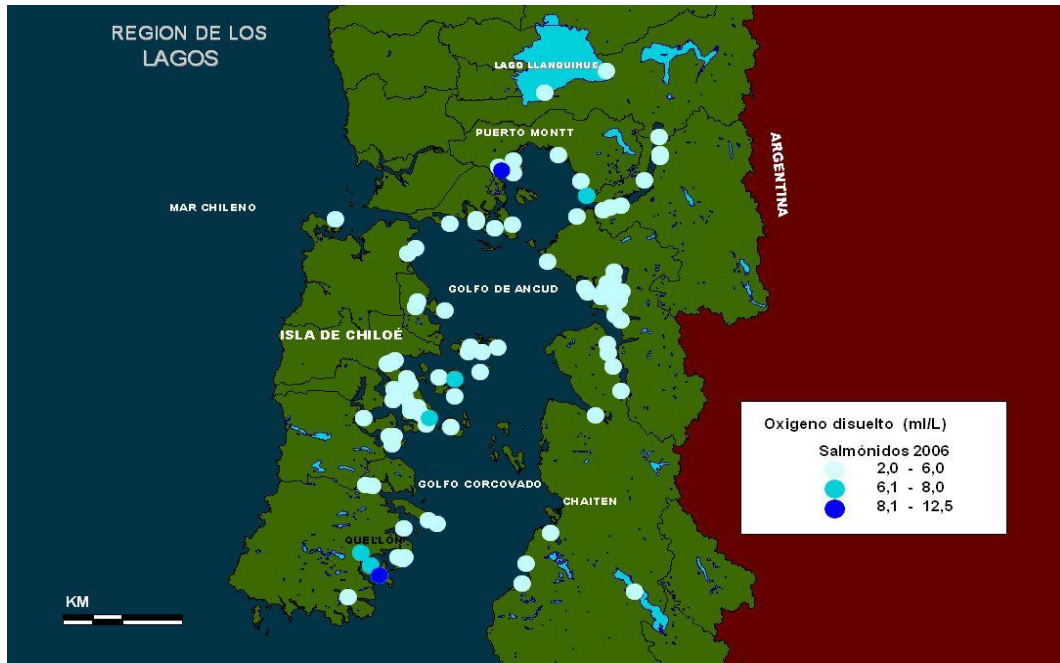 REGION DE LOS
LAGOS
LAGO LLANQUIHUE
PUERTO MONTT
ARGENTINA
MAR CHILENO
GOLFO DE ANCUD
ISLA DE CHILOÉ
Oxigeno disuelto (ml/L)
Salmónidos 2006
2,0 - 6,0
6,1 - 8,0
8,1 - 12,5
GOLFO CORCOVADO
CHAITEN
QUELLON
KM